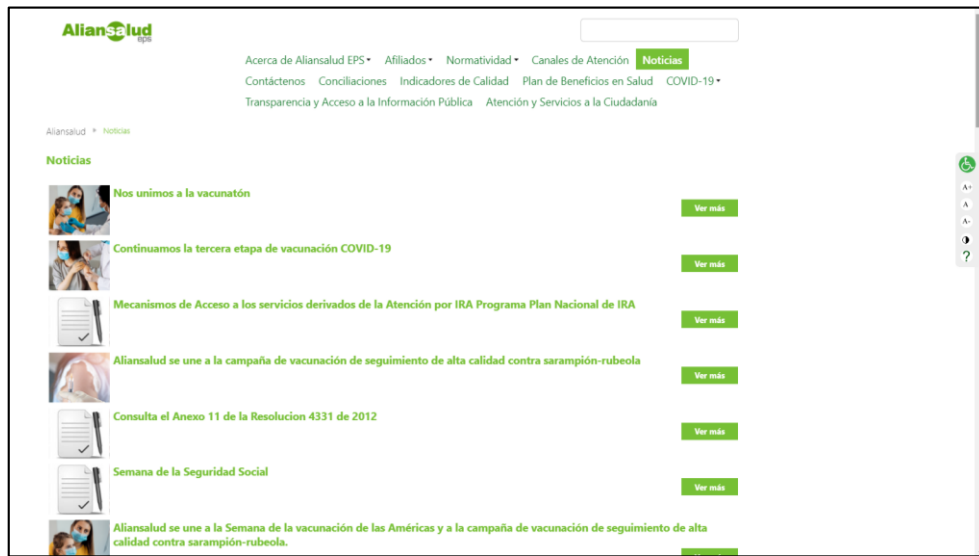 Aliansalud
eps
Acerca de Aliansalud EPS Afiliados Normatividad Canales de Atención Noticias
Contáctenos Conciliaciones Indicadores de Calidad Plan de Beneficios en Salud COVID-19
Transparencia y Acceso a la Información Pública Atención y Servicios a la Ciudadanía
Aliansalud » Noticias
Noticias
Nos unimos a la vacunatón
Ver más
Continuamos la tercera etapa de vacunación COVID-19
Ver más
Mecanismos de Acceso a los servicios derivados de la Atención por IRA Programa Plan Nacional de IRA
Ver más
Aliansalud se une a la campaña de vacunación de seguimiento de alta calidad contra sarampión-rubeola
Ver más
Consulta el Anexo 11 de la Resolucion 4331 de 2012
Ver más
Semana de la Seguridad Social
Ver más
Aliansalud se une a la Semana de la vacunación de las Américas y a la campaña de vacunación de seguimiento de alta
calidad contra sarampión-rubeola.
A+
A
A-
?